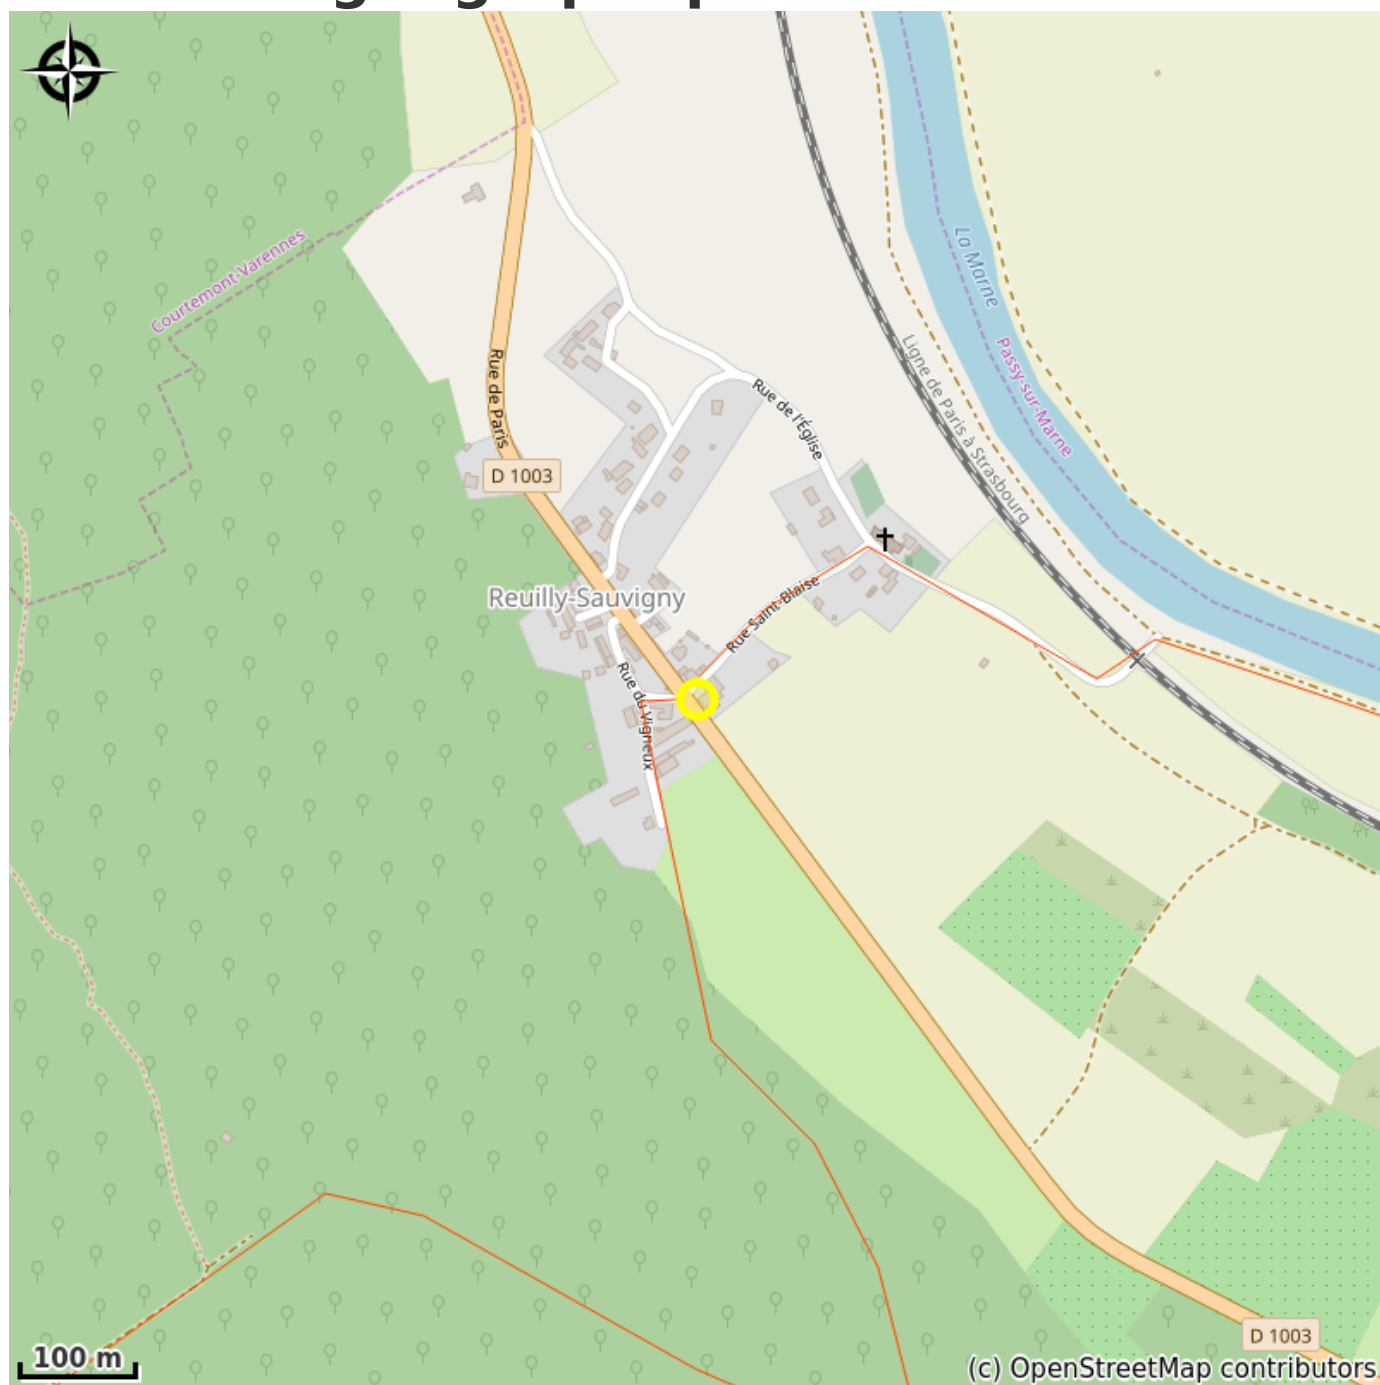 Courtemont-Varennes
La Marne
Passy-sur-Marne
Ligne de Paris à Strasbourg
Rue de Paris
Rue de l'Église
D 1003
Reuilly-Sauvigny
Rue Saint-Blaise
Rue du Vigneux
D 1003
100 m
(c) OpenStreetMap contributors